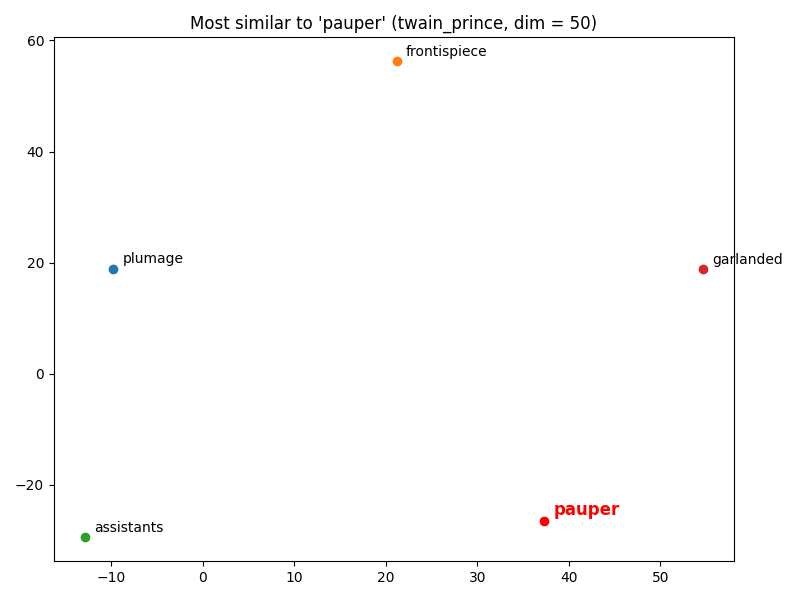 Most similar to 'pauper' (twain_prince, dim = 50)
60
frontispiece
40
plumage
20
garlanded
0
−20
pauper
assistants
−10 0 10 20 30 40 50